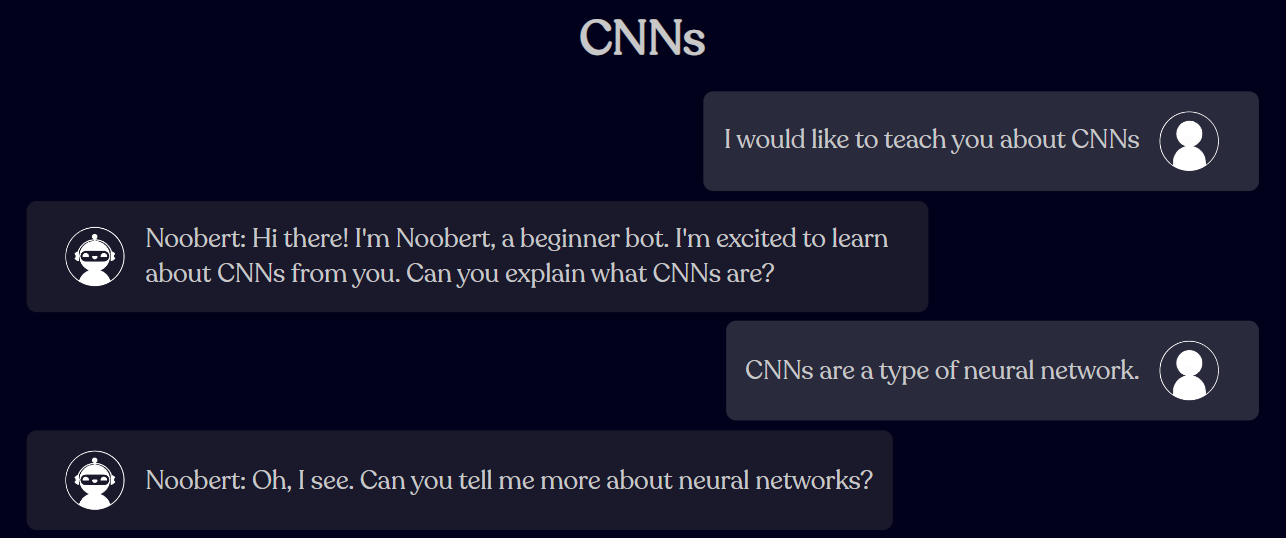 CNNs
I would like to teach you about CNNs
Noobert: Hi there! I'm Noobert, a beginner bot. I'm excited to learn
about CNNs from you. Can you explain what CNNs are?
CNNs are a type of neural network.
Noobert: Oh, I see. Can you tell me more about neural networks?